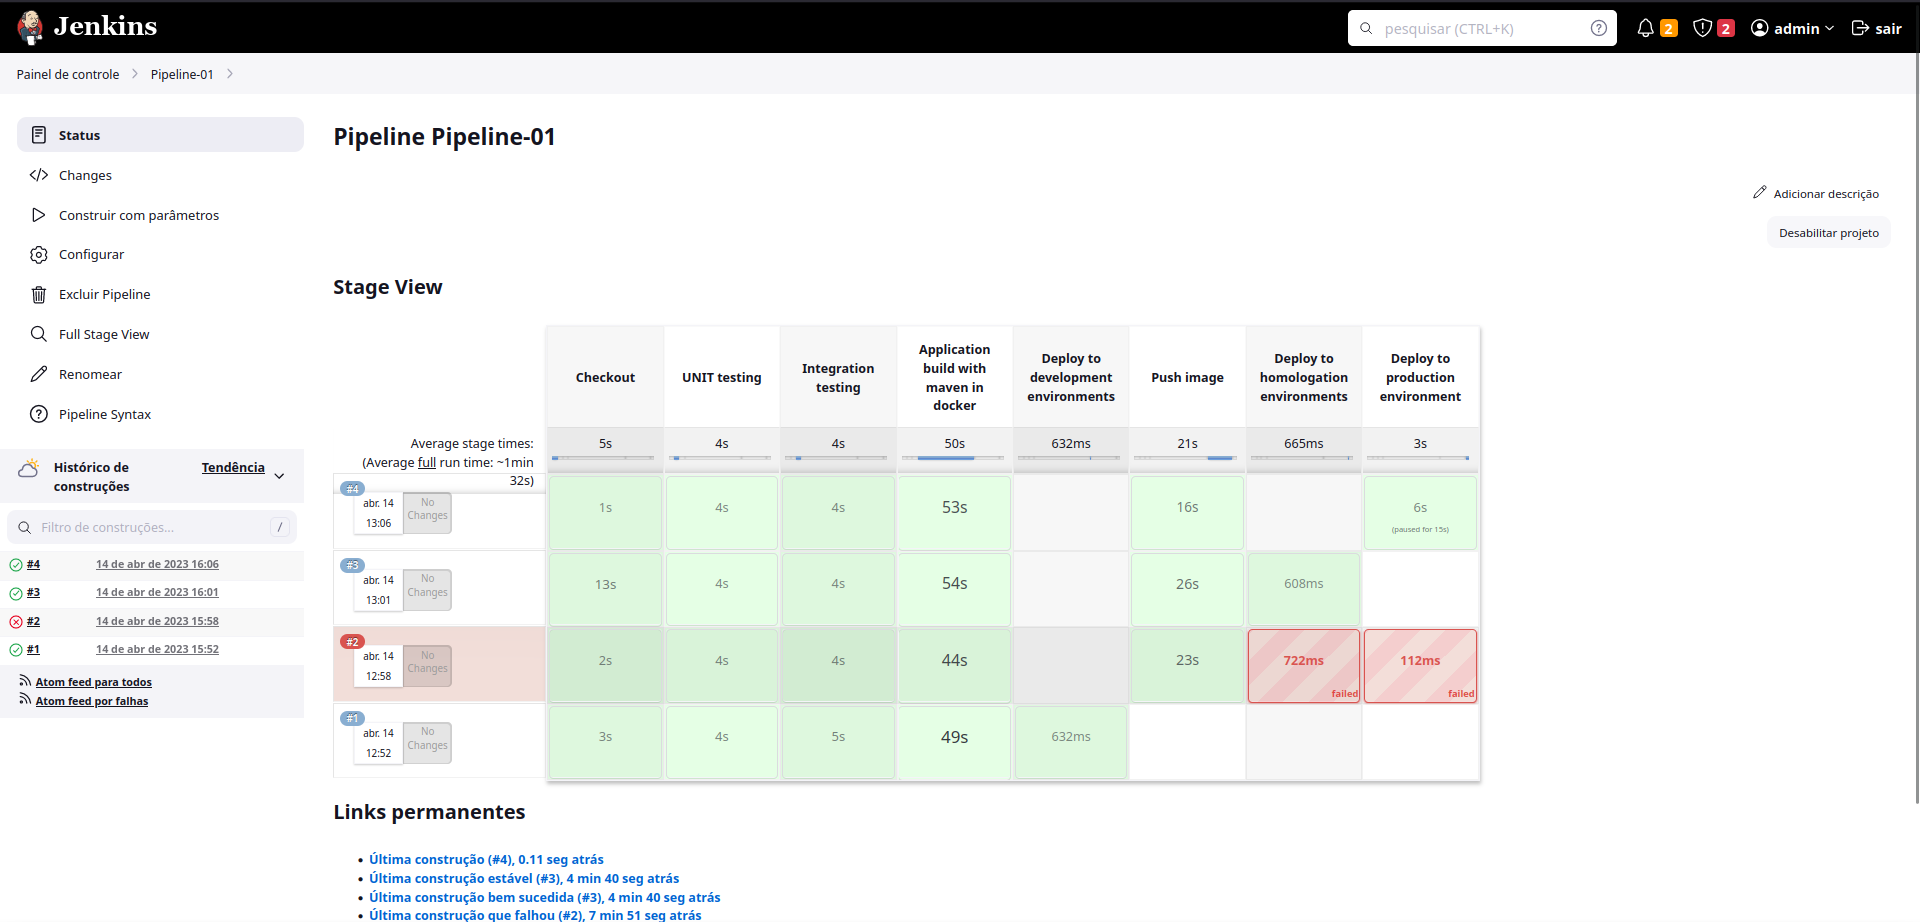 Jenkins
pesquisar (CTRL+K)
2
2
admin
sair
Painel de controle
Pipeline-01
Status
Changes
Construir com parâmetros
Configurar
Excluir Pipeline
Full Stage View
Renomear
Pipeline Syntax
Histórico de
construções
Tendência
Filtro de construções...
/
#4 14 de abr de 2023 16:06
#3 14 de abr de 2023 16:01
#2 14 de abr de 2023 15:58
#1 14 de abr de 2023 15:52
Atom feed para todos
Atom feed por falhas
Pipeline Pipeline-01
Adicionar descrição
Desabilitar projeto
Stage View
Checkout
UNIT testing
Integration
testing
Application
build with
maven in
docker
Deploy to
development
environments
Push image
Deploy to
homologation
environments
Deploy to
production
environment
Average stage times:
(Average full run time: ~1min
32s)
5s 4s 4s 50s 632ms 21s 665ms 3s
#4
abr. 14
13:06
No
Changes
1s 4s 4s 53s 16s 6s
(paused for 15s)
#3
abr. 14
13:01
No
Changes
13s 4s 4s 54s 26s 608ms
#2
abr. 14
12:58
No
Changes
2s 4s 4s 44s 23s 722ms 112ms
failed failed
#1
abr. 14
12:52
No
Changes
3s 4s 5s 49s 632ms
Links permanentes
Última construção (#4), 0.11 seg atrás
Última construção estável (#3), 4 min 40 seg atrás
Última construção bem sucedida (#3), 4 min 40 seg atrás
Última construção que falhou (#2), 7 min 51 seg atrás